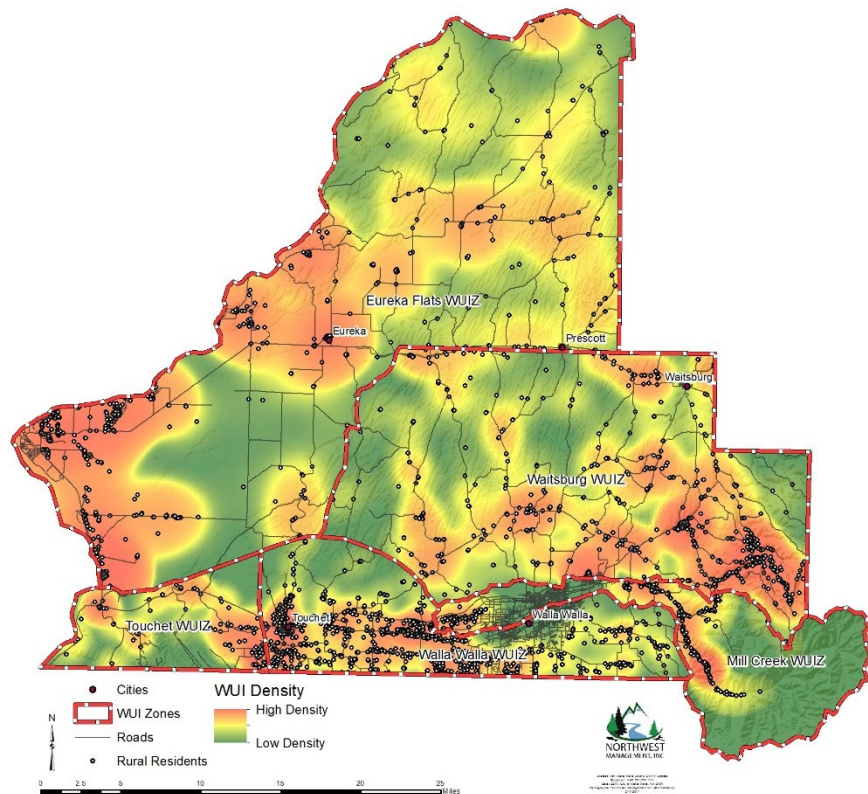 Eureka Flats WUIZ
Eureka
Prescott
Waitsburg
Waitsburg WUIZ
Touchet WUIZ
Touchet
Walla Walla
Walla Walla WUIZ
Mill Creek WUIZ
Cities
WUI Zones
Roads
Rural Residents
WUI Density
High Density
Low Density
N
0 2.5 5 10 15 20 25
Miles
NORTHWEST
MANAGEMENT, INC